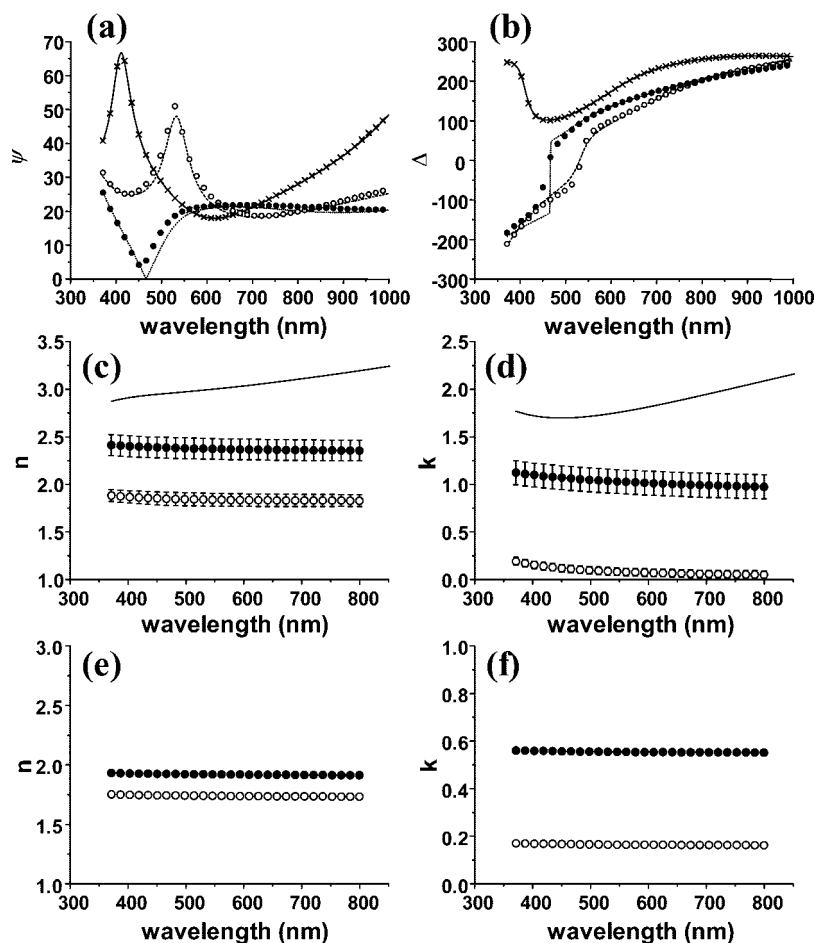 (a)
70
60
50
40
30
20
10
0
ψ
300 400 500 600 700 800 900 1000
wavelength (nm)
(b)
300
200
100
0
-100
-200
-300
Δ
300 400 500 600 700 800 900 1000
wavelength (nm)
(c)
3.5
3.0
2.5
2.0
1.5
1.0
n
300 400 500 600 700 800
wavelength (nm)
(d)
2.5
2.0
1.5
1.0
0.5
0.0
k
300 400 500 600 700 800
wavelength (nm)
(e)
3.0
2.5
2.0
1.5
1.0
n
300 400 500 600 700 800
wavelength (nm)
(f)
1.0
0.8
0.6
0.4
0.2
0.0
k
300 400 500 600 700 800
wavelength (nm)